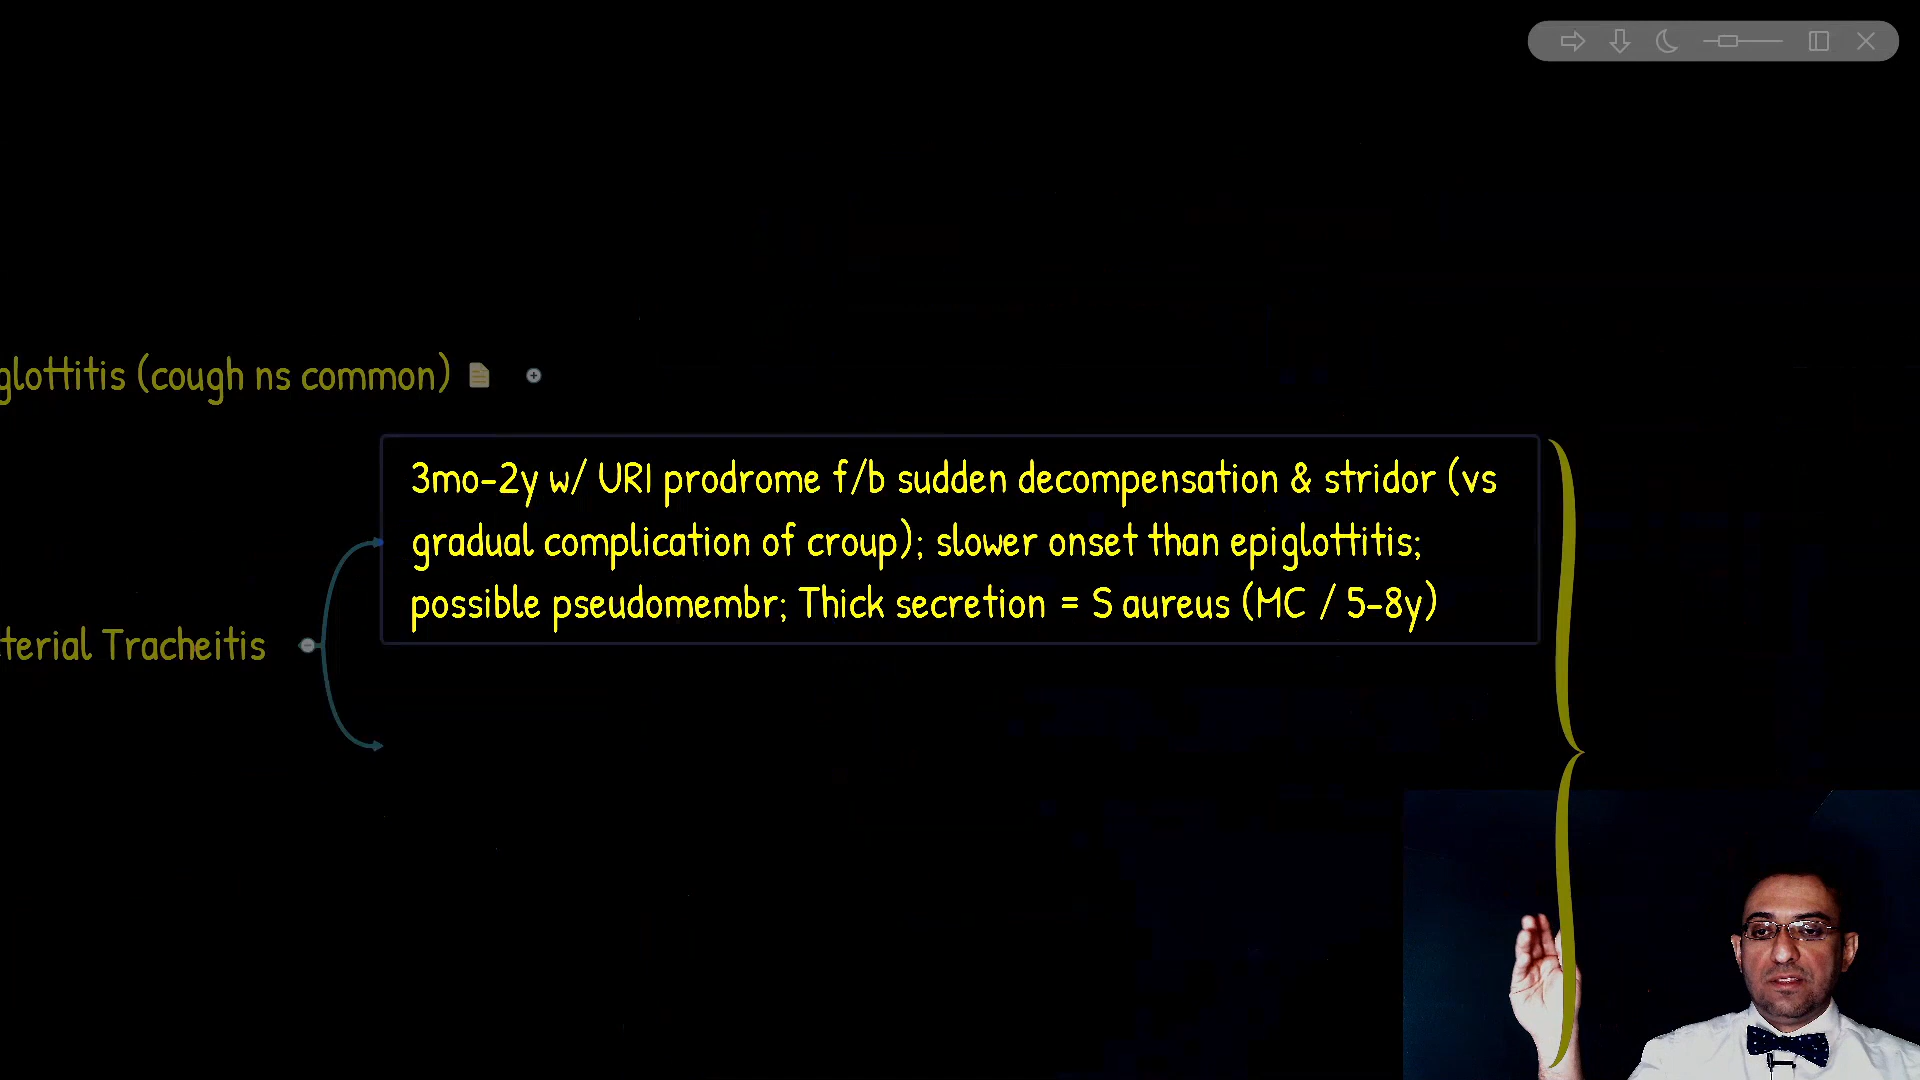 glottitis (cough ns common)
3mo-2y w/ URI prodrome f/b sudden decompensation & stridor (vs
gradual complication of croup); slower onset than epiglottitis;
possible pseudomembr; Thick secretion = S aureus (MC / 5-8y)
terial Tracheitis